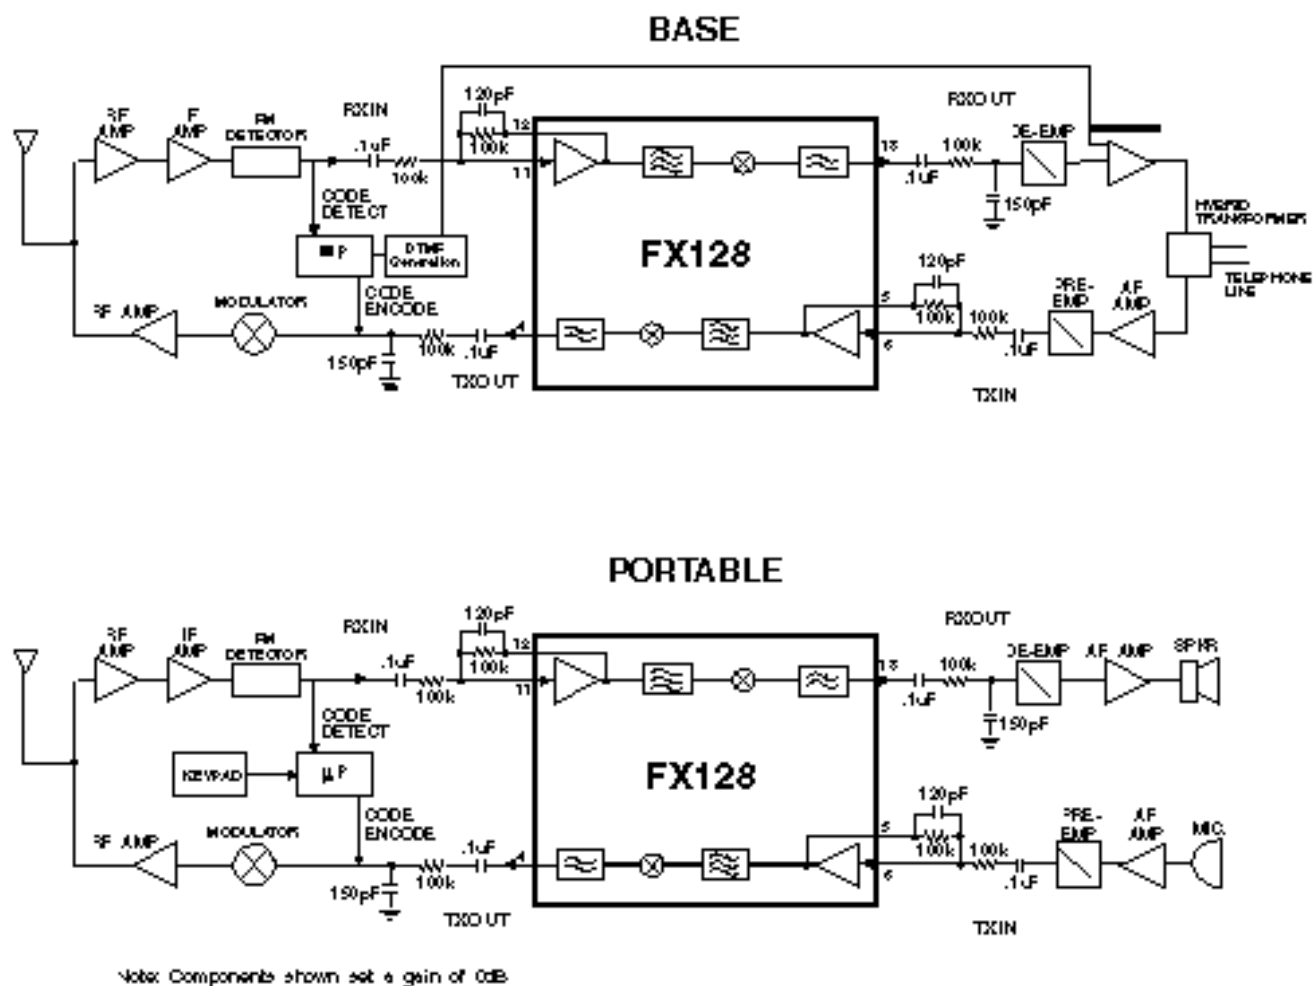 BASE
RF AMP
IF AMP
FM DETECTOR
RXIN
.1uF
100k
120pF
12
100k
11
FX128
RXOUT
13
.1uF
100k
150pF
DE-EMP
HYBRID TRANSFORMER
TELEPHONE LINE
CODE DETECT
P
DTMF Generation
CODE ENCODE
RF AMP
MODULATOR
150pF
100k
.1uF
TXOUT
4
5
6
120pF
100k
100k
.1uF
TXIN
PRE-EMP
AF AMP
PORTABLE
RF AMP
IF AMP
FM DETECTOR
RXIN
.1uF
100k
120pF
12
100k
11
FX128
RXOUT
13
.1uF
100k
150pF
DE-EMP
AF AMP
SPKR
CODE DETECT
KEYPAD
µP
CODE ENCODE
RF AMP
MODULATOR
150pF
100k
.1uF
TXOUT
4
5
6
120pF
100k
100k
.1uF
TXIN
PRE-EMP
AF AMP
MIC.
Note: Components shown set a gain of 0dB